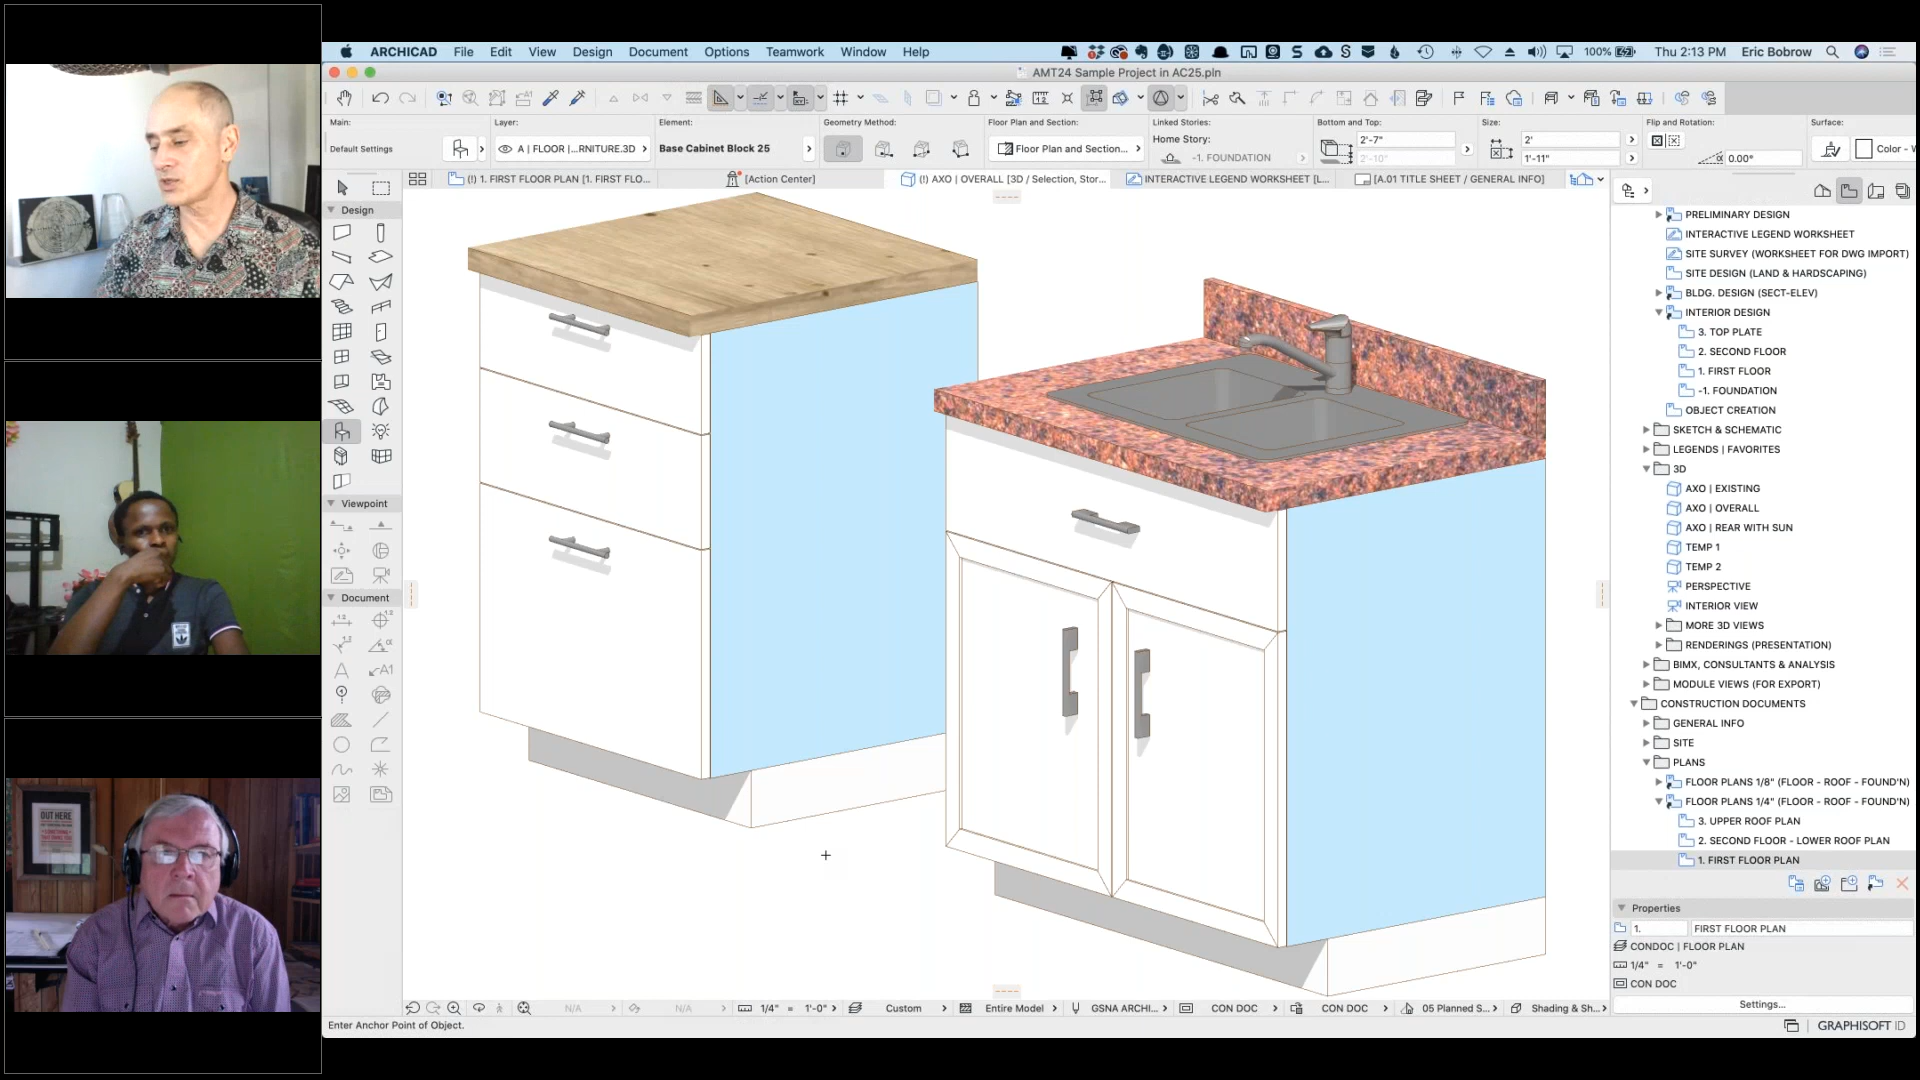 ARCHICAD File Edit View Design Document Options Teamwork Window Help
100% Thu 2:13 PM Eric Bobrow
AMT24 Sample Project in AC25.pln
Main:
Default Settings
Layer:
A | FLOOR |...RNITURE.3D
Element:
Base Cabinet Block 25
Geometry Method:
Floor Plan and Section:
Floor Plan and Section...
Linked Stories:
Home Story:
-1. FOUNDATION
Bottom and Top:
2'-7"
2'-10"
Size:
2'
1'-11"
Flip and Rotation:
0.00°
Surface:
Color - W
(!) 1. FIRST FLOOR PLAN [1. FIRST FLO...
[Action Center]
(!) AXO | OVERALL [3D / Selection, Stor...
INTERACTIVE LEGEND WORKSHEET [L...
[A.01 TITLE SHEET / GENERAL INFO]
Design
Viewpoint
Document
PRELIMINARY DESIGN
INTERACTIVE LEGEND WORKSHEET
SITE SURVEY (WORKSHEET FOR DWG IMPORT)
SITE DESIGN (LAND & HARDSCAPING)
BLDG. DESIGN (SECT-ELEV)
INTERIOR DESIGN
3. TOP PLATE
2. SECOND FLOOR
1. FIRST FLOOR
-1. FOUNDATION
OBJECT CREATION
SKETCH & SCHEMATIC
LEGENDS | FAVORITES
3D
AXO | EXISTING
AXO | OVERALL
AXO | REAR WITH SUN
TEMP 1
TEMP 2
PERSPECTIVE
INTERIOR VIEW
MORE 3D VIEWS
RENDERINGS (PRESENTATION)
BIMX, CONSULTANTS & ANALYSIS
MODULE VIEWS (FOR EXPORT)
CONSTRUCTION DOCUMENTS
GENERAL INFO
SITE
PLANS
FLOOR PLANS 1/8" (FLOOR - ROOF - FOUND'N)
FLOOR PLANS 1/4" (FLOOR - ROOF - FOUND'N)
3. UPPER ROOF PLAN
2. SECOND FLOOR - LOWER ROOF PLAN
1. FIRST FLOOR PLAN
Properties
1. FIRST FLOOR PLAN
CONDOC | FLOOR PLAN
1/4" = 1'-0"
CON DOC
Settings...
N/A N/A 1/4" = 1'-0" Custom Entire Model GSNA ARCHI... CON DOC CON DOC 05 Planned S... Shading & Sh...
Enter Anchor Point of Object.
GRAPHISOFT ID
OUT HERE